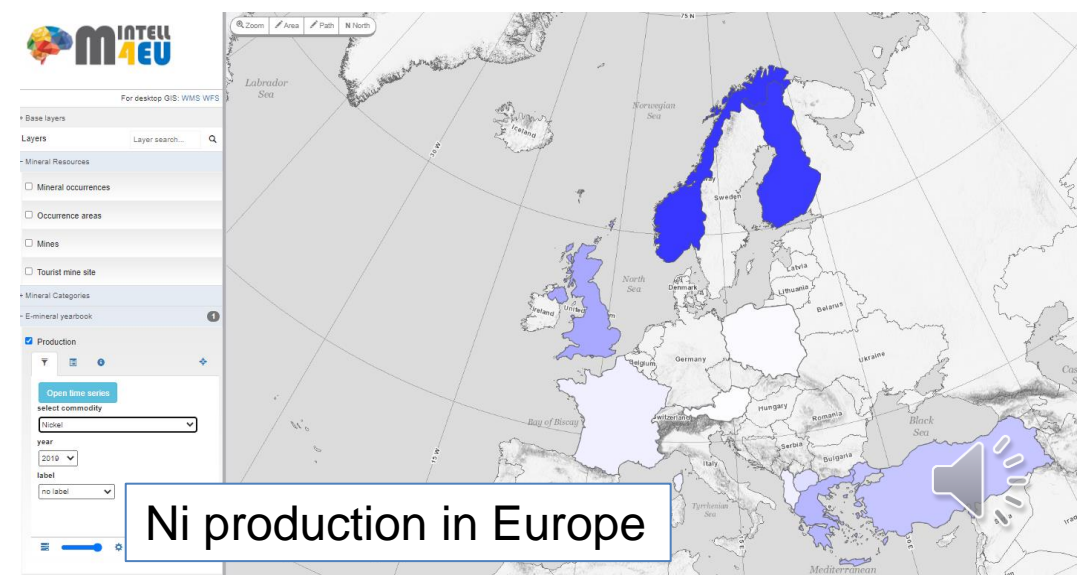 MINTELL
4EU
For desktop GIS: WMS WFS
Base layers
Layers
Layer search...
Mineral Resources
Mineral occurrences
Occurrence areas
Mines
Tourist mine site
Mineral Categories
E-mineral yearbook
1
Production
Open time series
select commodity
Nickel
year
2019
label
no label
Zoom
Area
Path
N North
75 N
Labrador
Sea
Norwegian
Sea
Iceland
30 W
15 W
Sweden
North
Sea
Denmark
Latvia
Lithuania
Belarus
Ireland
United
Belgium
Germany
Ukraine
Bay of Biscay
witzerland
Hungary
Romania
Serbia
Bulgaria
Italy
Black
Sea
Tyrrhenian
Sea
Mediterranean
Ni production in Europe